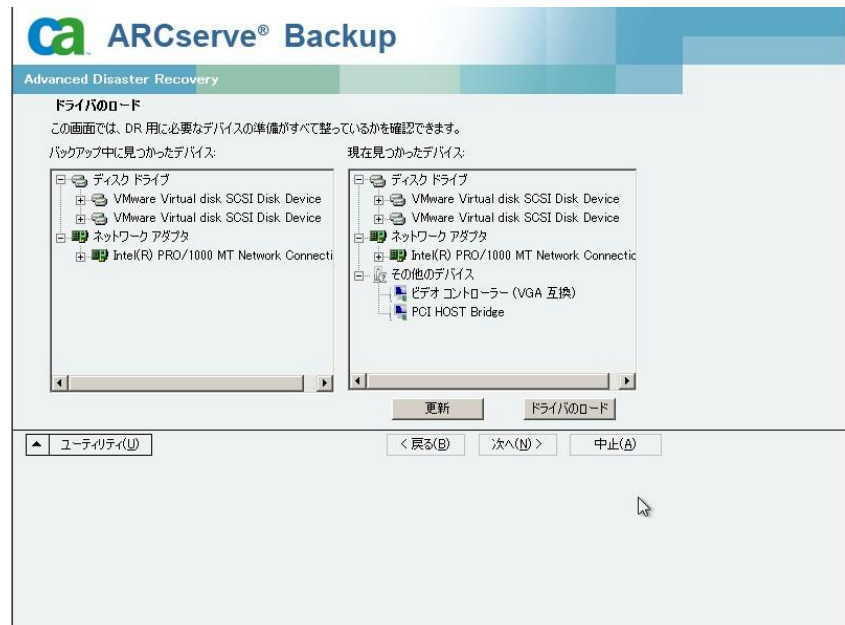 ca ARCserve® Backup
Advanced Disaster Recovery
ドライバのロード
この画面では、DR 用に必要なデバイスの準備がすべて整っているかを確認できます。
バックアップ中に見つかったデバイス:
ディスク ドライブ
VMware Virtual disk SCSI Disk Device
VMware Virtual disk SCSI Disk Device
ネットワーク アダプタ
Intel(R) PRO/1000 MT Network Connecti
現在見つかったデバイス:
ディスク ドライブ
VMware Virtual disk SCSI Disk Device
VMware Virtual disk SCSI Disk Device
ネットワーク アダプタ
Intel(R) PRO/1000 MT Network Connectic
その他のデバイス
ビデオ コントローラー (VGA 互換)
PCI HOST Bridge
更新 ドライバのロード
ユーティリティ(U) < 戻る(B) 次へ(N) > 中止(A)